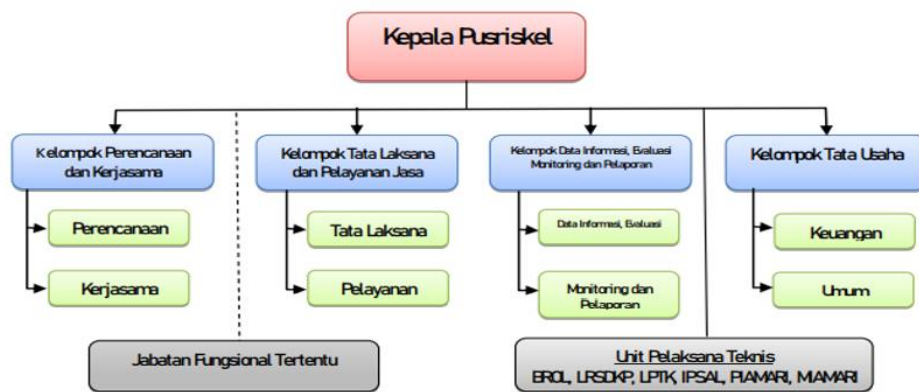 Kepala Pusriskel
Kelompok Perencanaan
dan Kerjasama
Kelompok Tata Laksana
dan Pelayanan Jasa
Kelompok Data Informasi, Evaluasi
Monitoring dan Pelaporan
Kelompok Tata Usaha
Perencanaan
Tata Laksana
Data Informasi, Evaluasi
Keuangan
Kerjasama
Pelayanan
Monitoring dan
Pelaporan
Umum
Jabatan Fungsional Tertentu
Unit Pelaksana Teknis
BROL, LRSDKP, LPTK, IPSAL, PIAMARI, MIAMARI